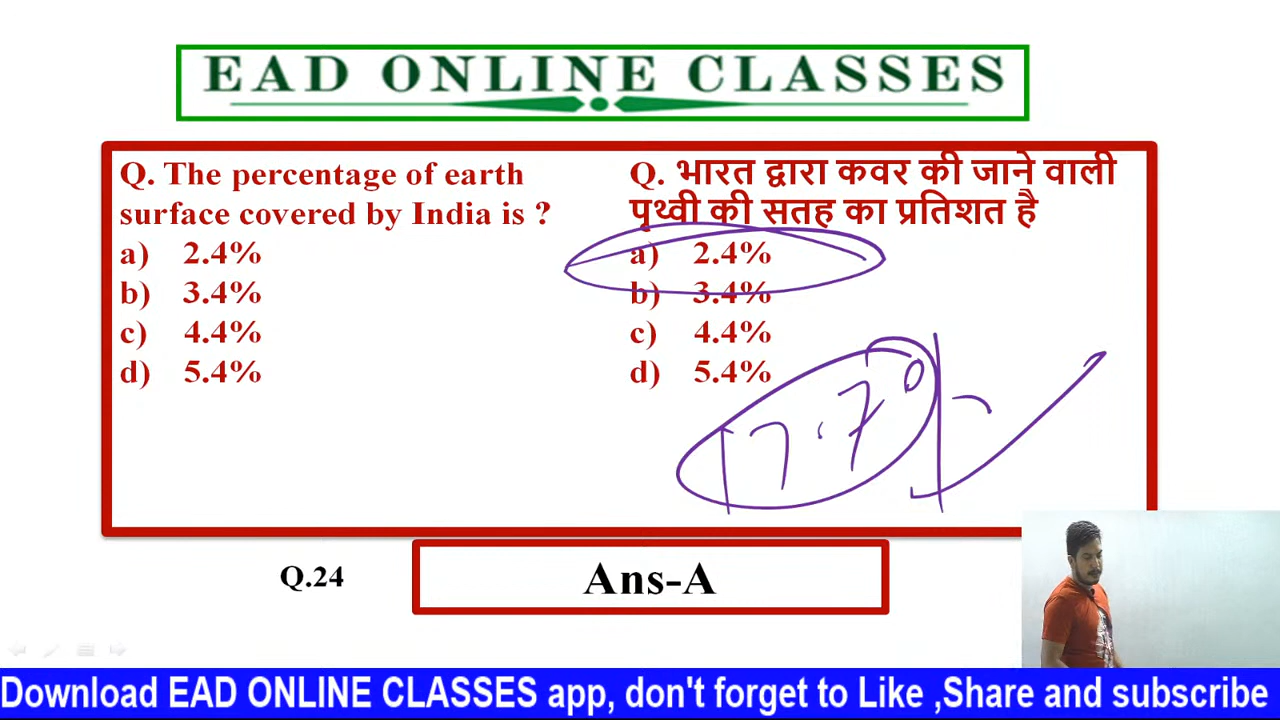 EAD ONLINE CLASSES
Q. The percentage of earth
surface covered by India is ?
a) 2.4%
b) 3.4%
c) 4.4%
d) 5.4%
Q. भारत द्वारा कवर की जाने वाली
पृथ्वी की सतह का प्रतिशत है
a) 2.4%
b) 3.4%
c) 4.4%
d) 5.4%
Q.24
Ans-A
Download EAD ONLINE CLASSES app, don't forget to Like ,Share and subscribe